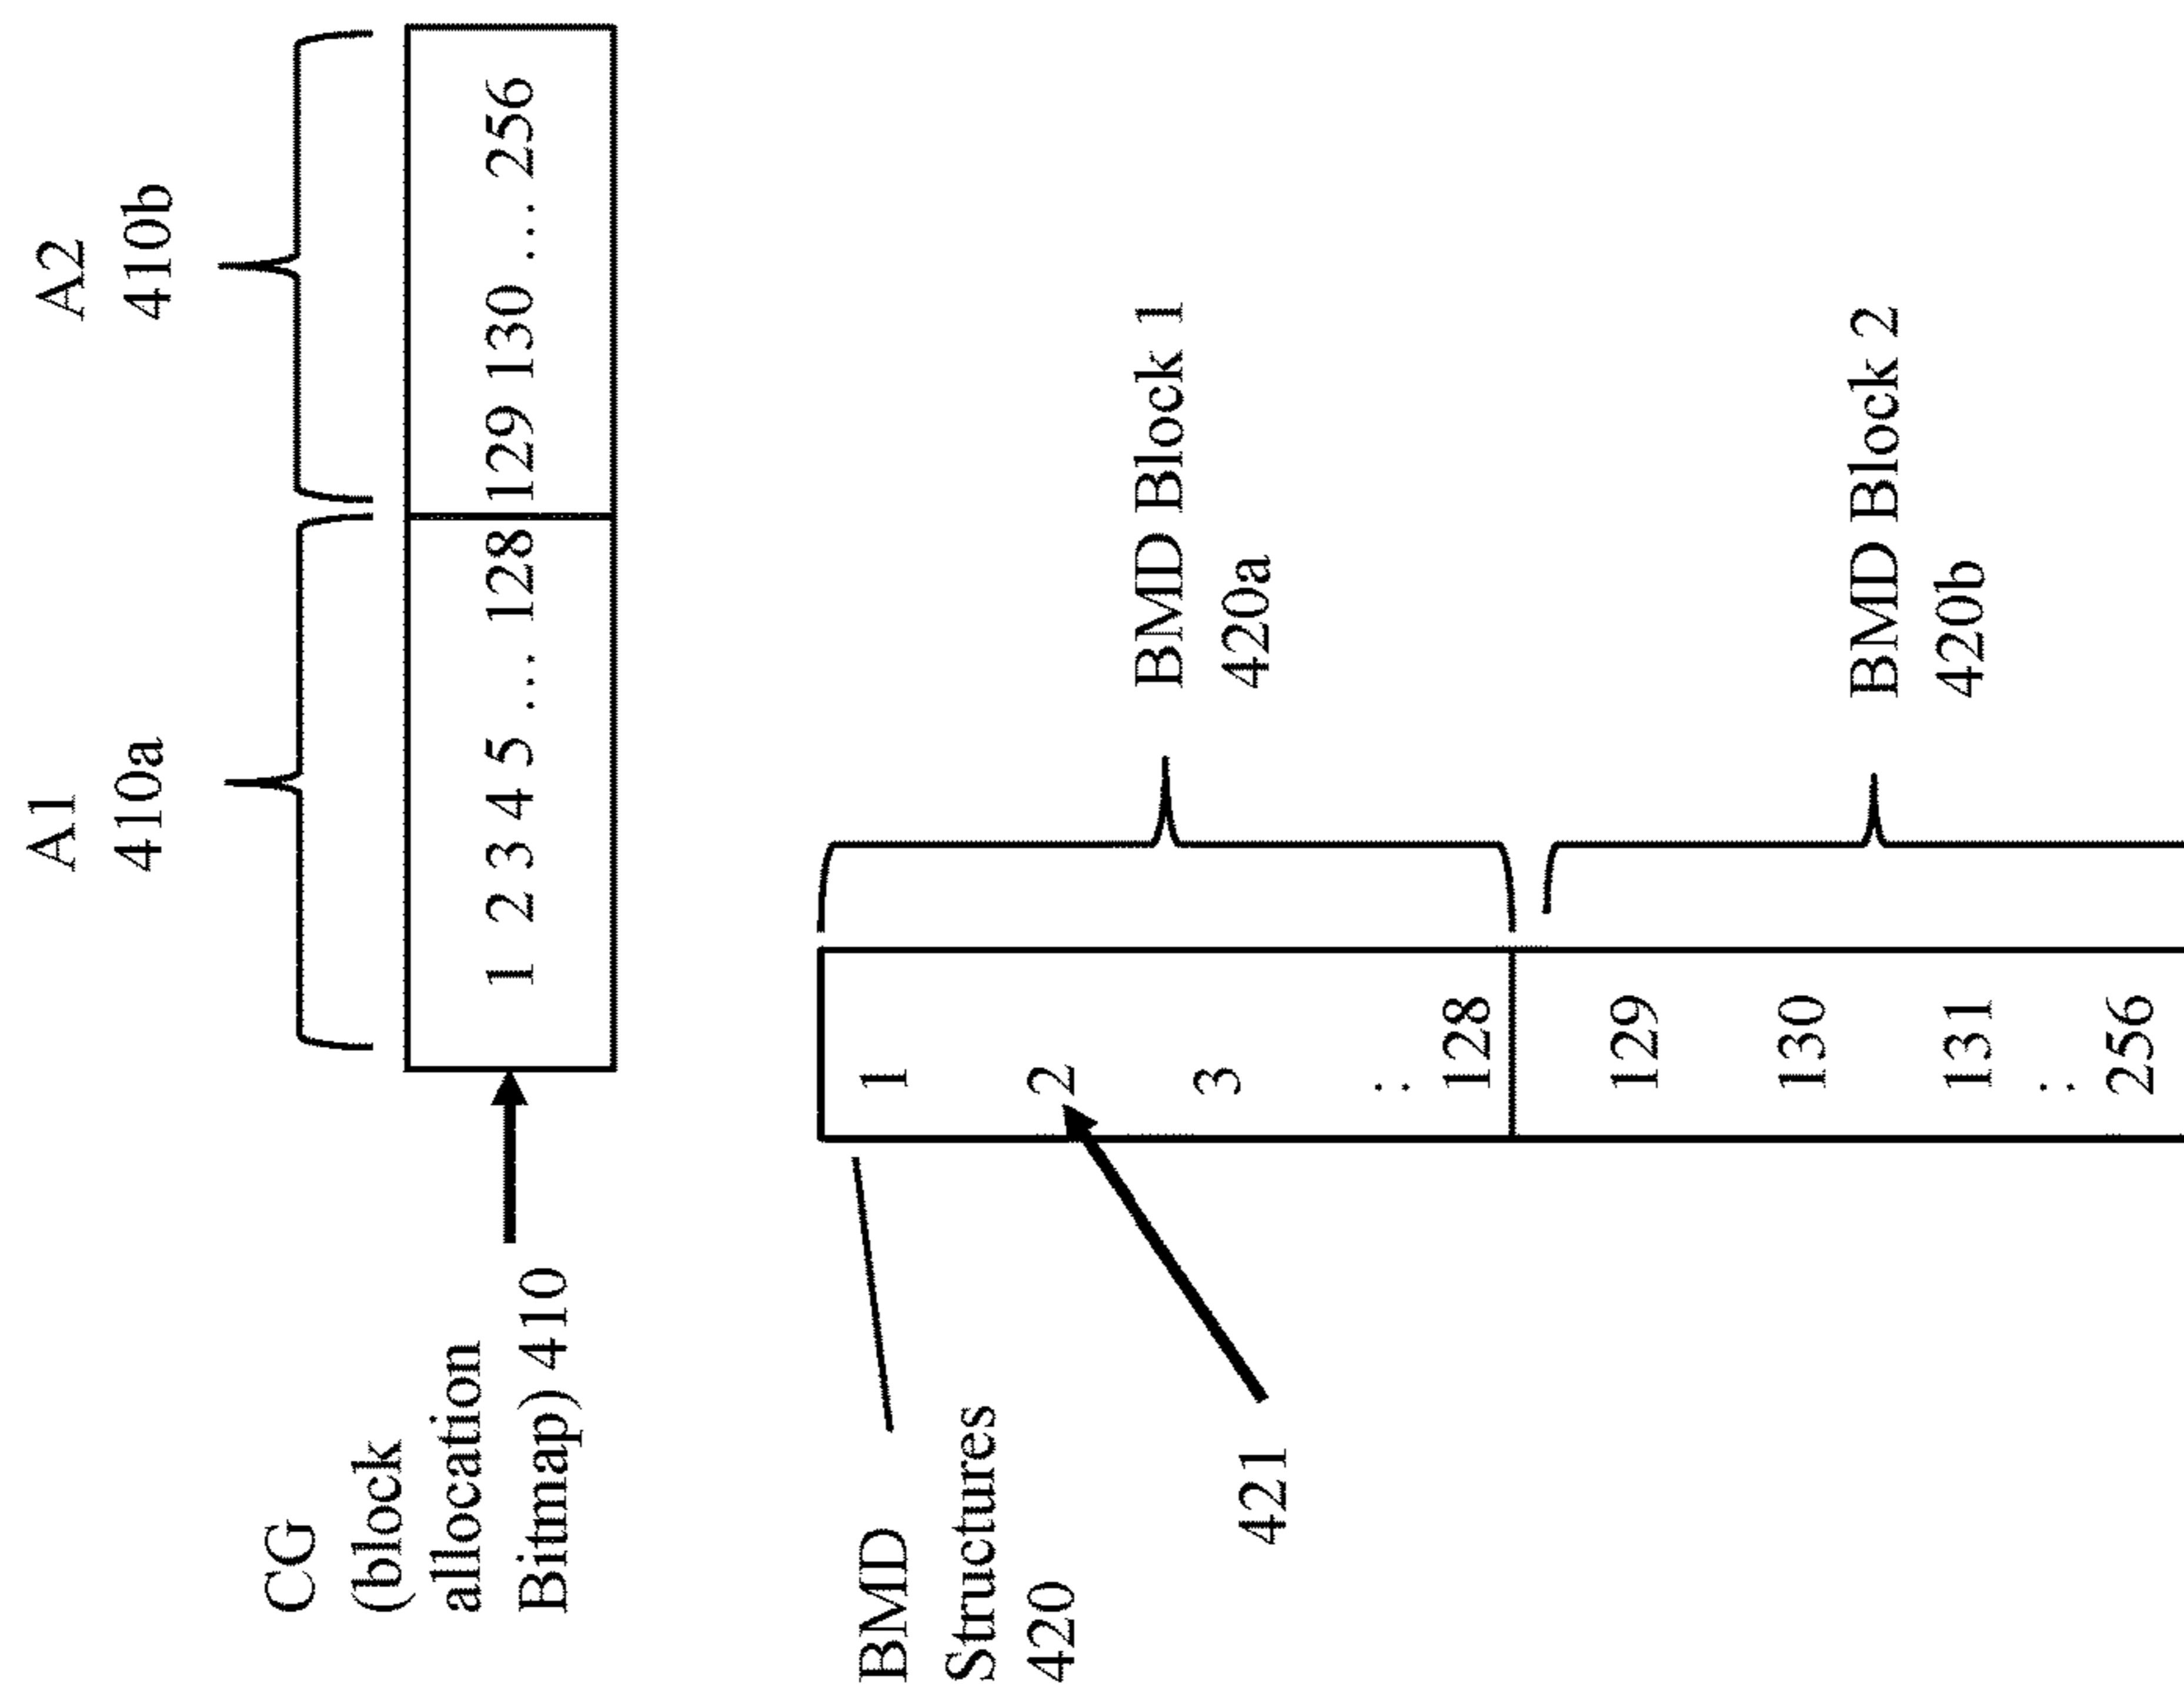 A1
410a
A2
410b
CG
(block
allocation
Bitmap) 410
1 2 3 4 5 ... 128
129 130 ... 256
BMD
Structures
420
421
1
2
3
:
128
129
130
131
:
256
BMD Block 1
420a
BMD Block 2
420b